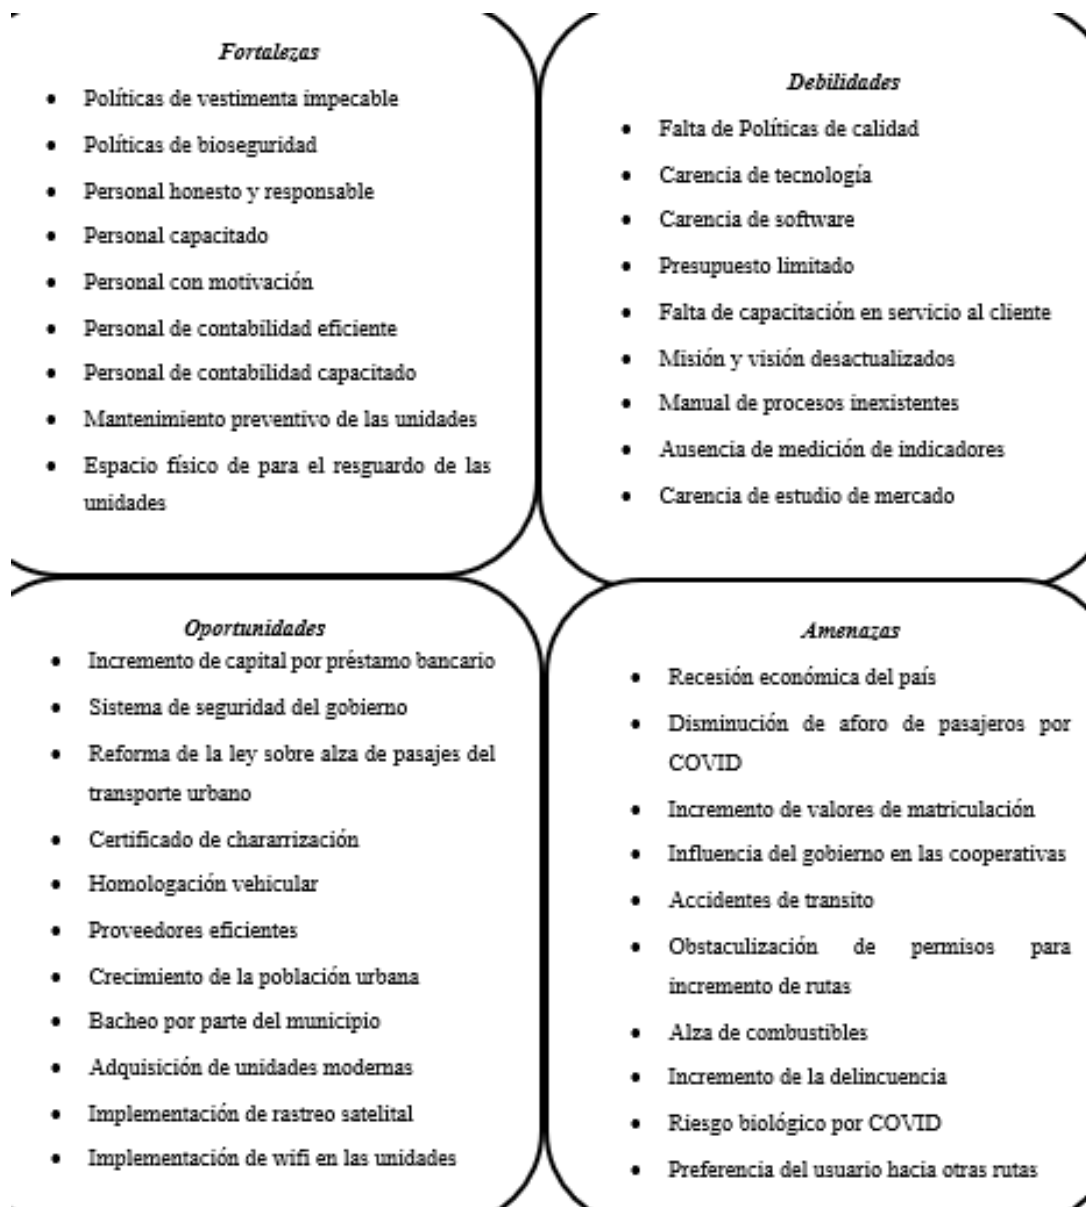 Fortalezas
• Políticas de vestimenta impecable
• Políticas de bioseguridad
• Personal honesto y responsable
• Personal capacitado
• Personal con motivación
• Personal de contabilidad eficiente
• Personal de contabilidad capacitado
• Mantenimiento preventivo de las unidades
• Espacio físico de para el resguardo de las
unidades
Debilidades
• Falta de Políticas de calidad
• Carencia de tecnología
• Carencia de software
• Presupuesto limitado
• Falta de capacitación en servicio al cliente
• Misión y visión desactualizados
• Manual de procesos inexistentes
• Ausencia de medición de indicadores
• Carencia de estudio de mercado
Oportunidades
• Incremento de capital por préstamo bancario
• Sistema de seguridad del gobierno
• Reforma de la ley sobre alza de pasajes del
transporte urbano
• Certificado de chararrización
• Homologación vehicular
• Proveedores eficientes
• Crecimiento de la población urbana
• Bacheo por parte del municipio
• Adquisición de unidades modernas
• Implementación de rastreo satelital
• Implementación de wifi en las unidades
Amenazas
• Recesión económica del país
• Disminución de aforo de pasajeros por
COVID
• Incremento de valores de matriculación
• Influencia del gobierno en las cooperativas
• Accidentes de transito
• Obstaculización de permisos para
incremento de rutas
• Alza de combustibles
• Incremento de la delincuencia
• Riesgo biológico por COVID
• Preferencia del usuario hacia otras rutas